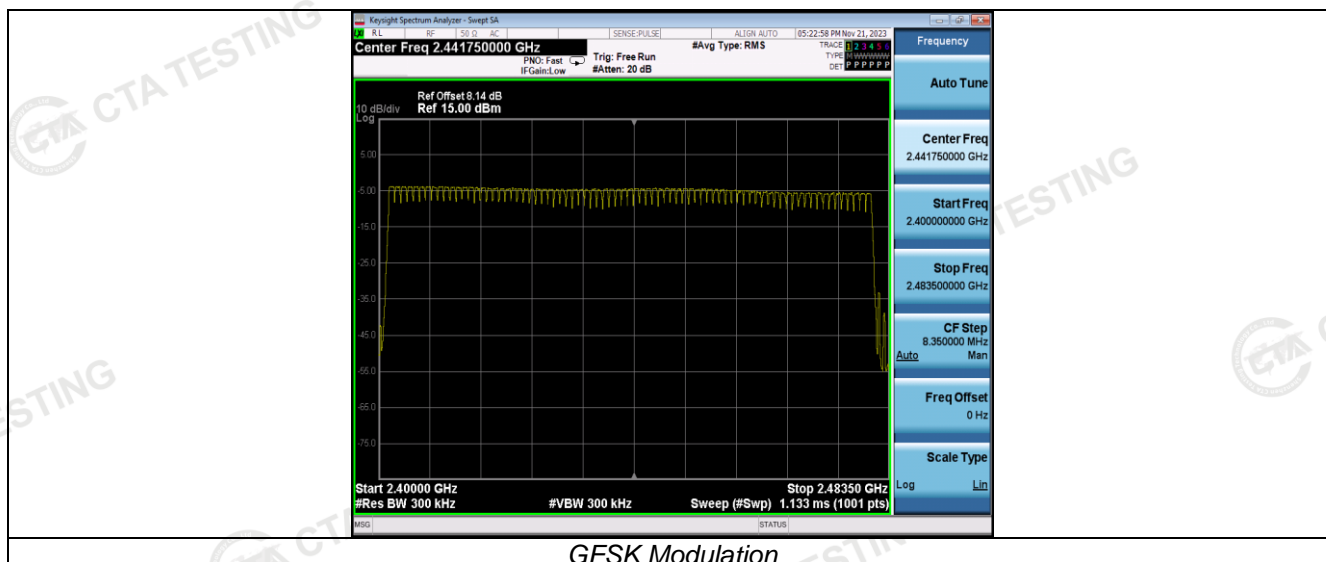 Keysight Spectrum Analyzer - Swept SA
RL RF 50 Ω AC SENSE:PULSE ALIGN AUTO 05:22:58 PM Nov 21, 2023
Center Freq 2.441750000 GHz
PNO: Fast
IFGain:Low
Trig: Free Run
#Atten: 20 dB
#Avg Type: RMS
TRACE 1 2 3 4 5 6
TYPE M WWWWW
DET P P P P P P
Ref Offset 8.14 dB
10 dB/div Ref 15.00 dBm
Log
5.00
-5.00
-15.0
-25.0
-35.0
-45.0
-55.0
-65.0
-75.0
Start 2.40000 GHz Stop 2.48350 GHz
#Res BW 300 kHz #VBW 300 kHz Sweep (#Swp) 1.133 ms (1001 pts)
MSG STATUS
Frequency
Auto Tune
Center Freq
2.441750000 GHz
Start Freq
2.400000000 GHz
Stop Freq
2.483500000 GHz
CF Step
8.350000 MHz
Auto Man
Freq Offset
0 Hz
Scale Type
Log Lin
GFSK Modulation
CTA TESTING
CTA
TESTING
ESTING
CTA